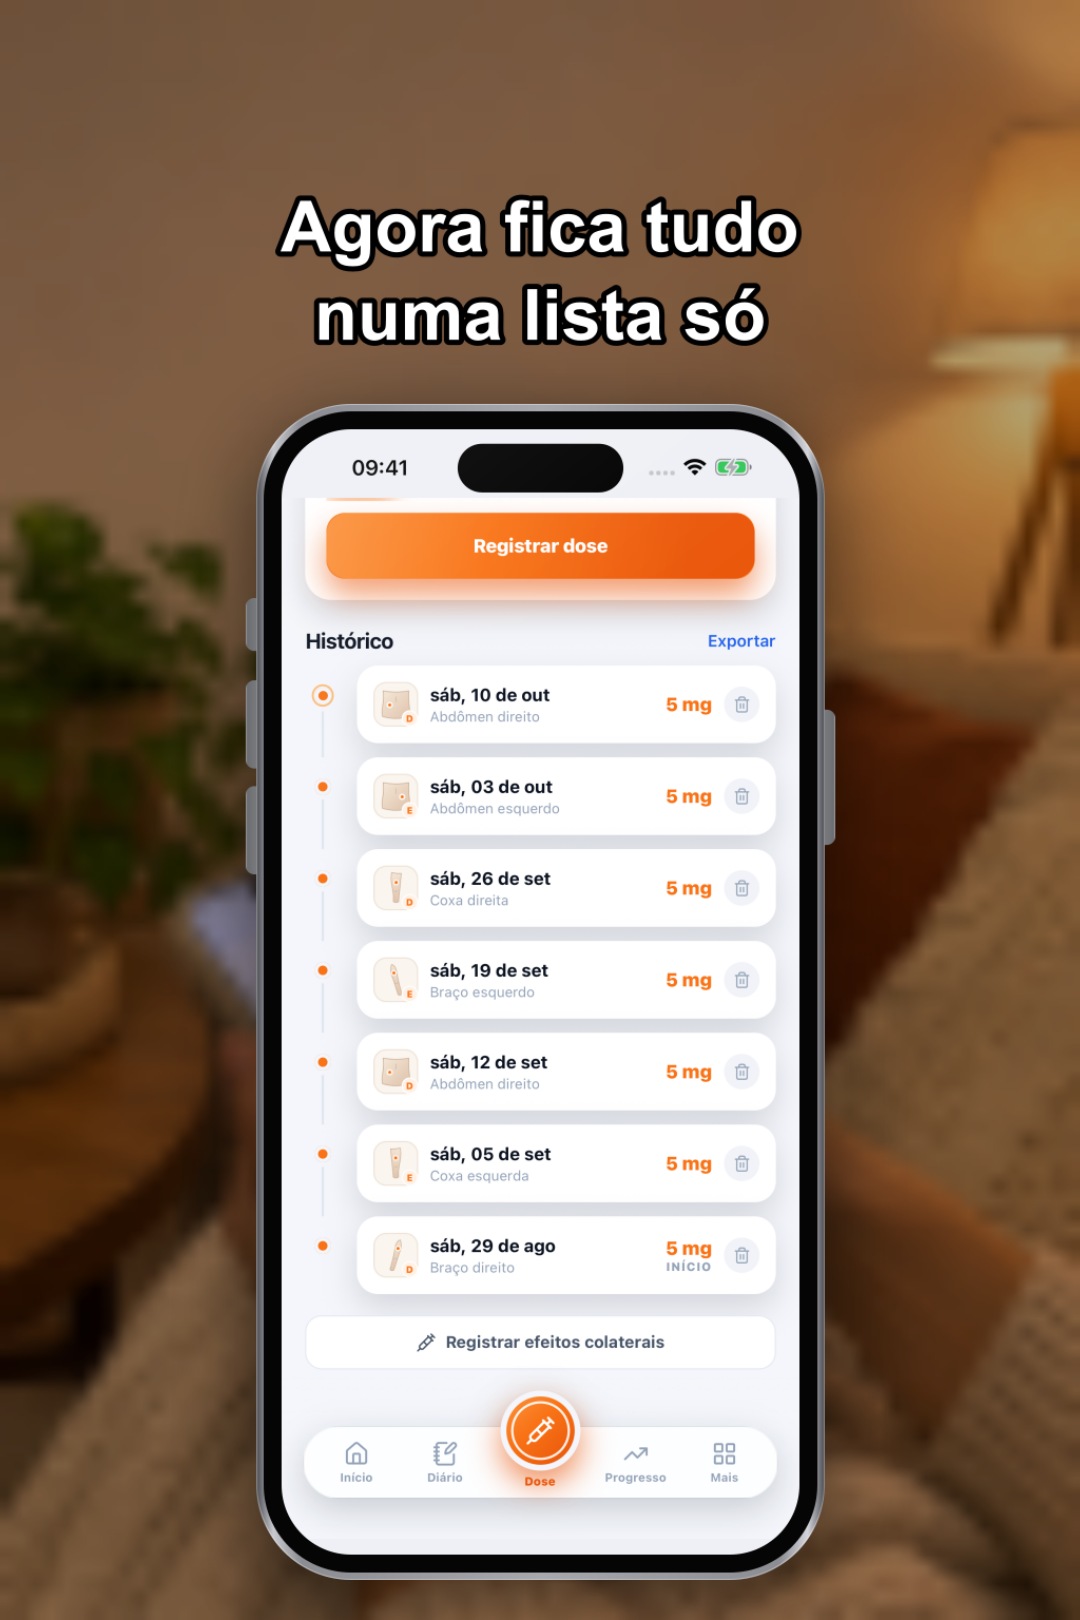 Agora fica tudo
numa lista só
09:41
Registrar dose
Histórico
Exportar
sáb, 10 de out
Abdômen direito
5 mg
D
sáb, 03 de out
Abdômen esquerdo
5 mg
E
sáb, 26 de set
Coxa direita
5 mg
D
sáb, 19 de set
Braço esquerdo
5 mg
E
sáb, 12 de set
Abdômen direito
5 mg
D
sáb, 05 de set
Coxa esquerda
5 mg
E
sáb, 29 de ago
Braço direito
5 mg
INÍCIO
D
Registrar efeitos colaterais
Início
Diário
Dose
Progresso
Mais